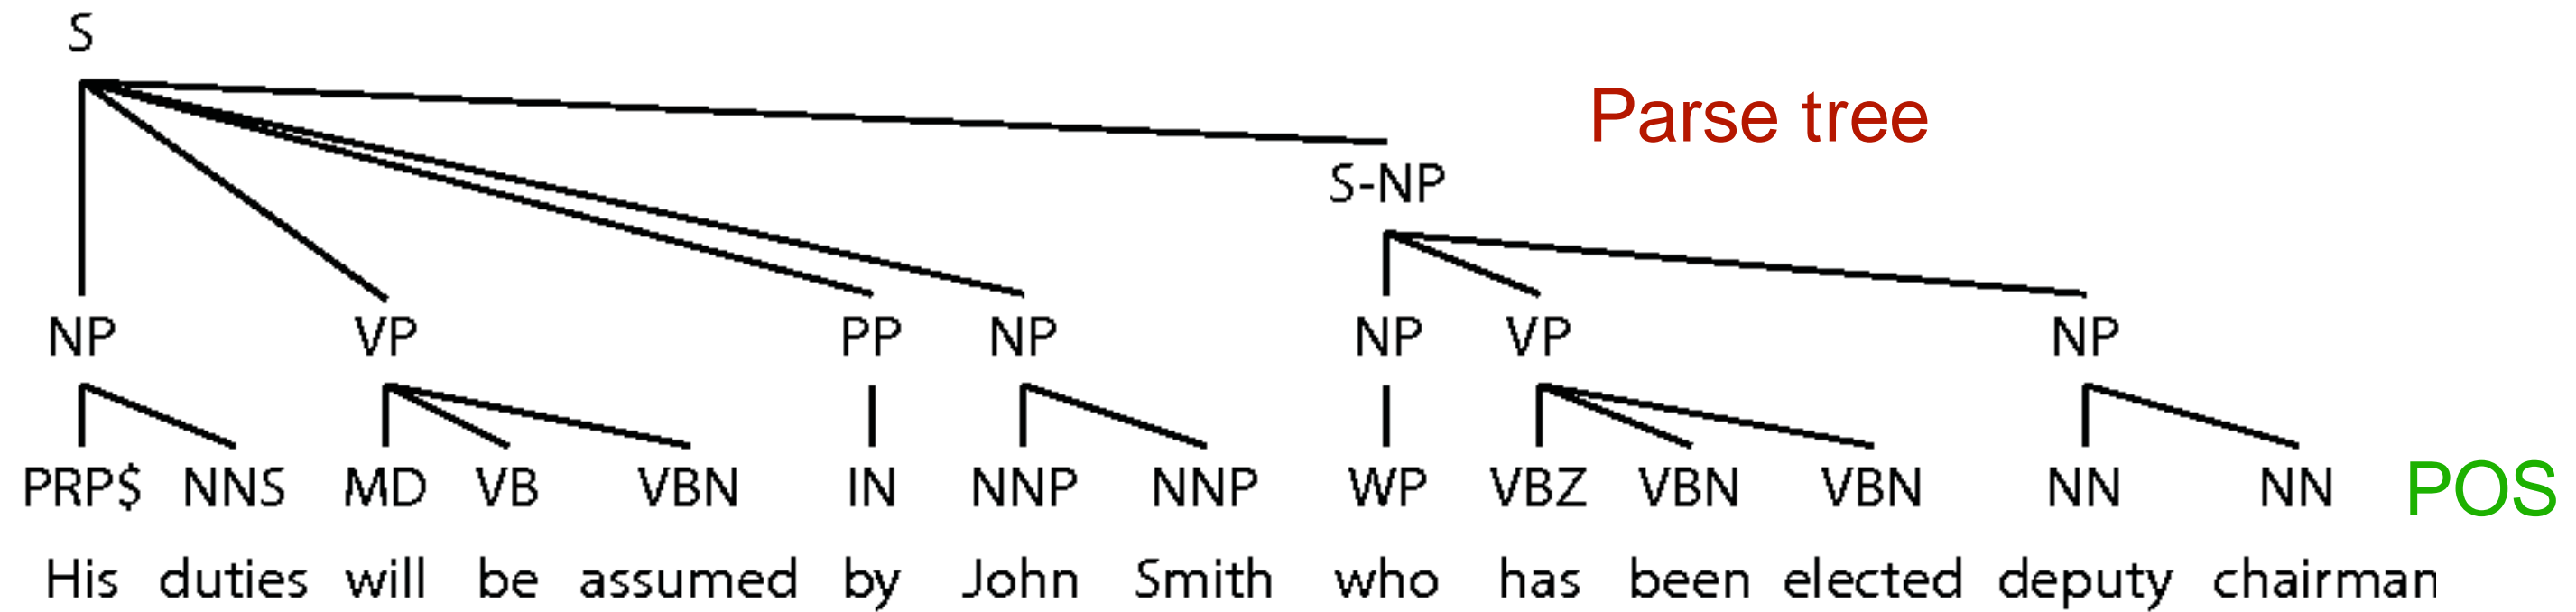 S
Parse tree
S-NP
NP VP PP NP NP VP NP
PRP$ NNS MD VB VBN IN NNP NNP WP VBZ VBN VBN NN NN POS
His duties will be assumed by John Smith who has been elected deputy chairman